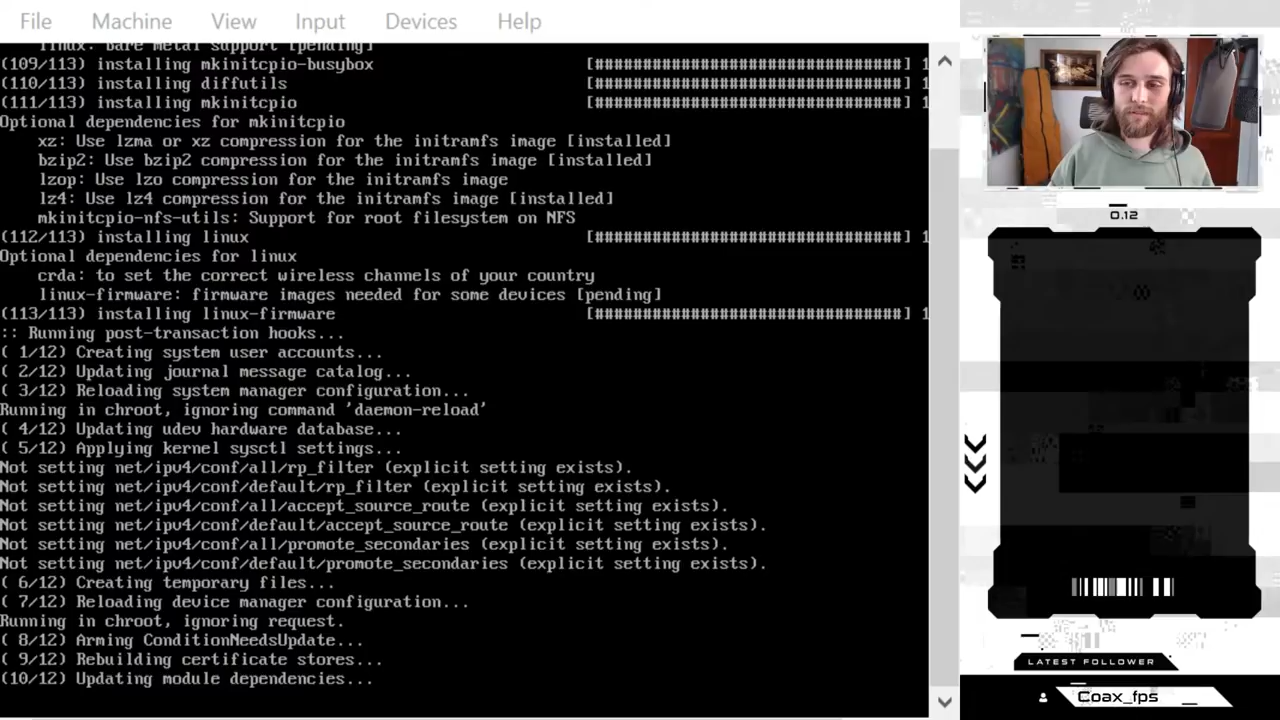 File Machine View Input Devices Help
linux: bare metal support [pending]
(109/113) installing mkinitcpio-busybox [################################] 1
(110/113) installing diffutils [################################] 1
(111/113) installing mkinitcpio [################################] 1
Optional dependencies for mkinitcpio
xz: Use lzma or xz compression for the initramfs image [installed]
bzip2: Use bzip2 compression for the initramfs image [installed]
lzop: Use lzo compression for the initramfs image
lz4: Use lz4 compression for the initramfs image [installed]
mkinitcpio-nfs-utils: Support for root filesystem on NFS
(112/113) installing linux [################################] 1
Optional dependencies for linux
crda: to set the correct wireless channels of your country
linux-firmware: firmware images needed for some devices [pending]
(113/113) installing linux-firmware [################################] 1
:: Running post-transaction hooks...
( 1/12) Creating system user accounts...
( 2/12) Updating journal message catalog...
( 3/12) Reloading system manager configuration...
Running in chroot, ignoring command 'daemon-reload'
( 4/12) Updating udev hardware database...
( 5/12) Applying kernel sysctl settings...
Not setting net/ipv4/conf/all/rp_filter (explicit setting exists).
Not setting net/ipv4/conf/default/rp_filter (explicit setting exists).
Not setting net/ipv4/conf/all/accept_source_route (explicit setting exists).
Not setting net/ipv4/conf/default/accept_source_route (explicit setting exists).
Not setting net/ipv4/conf/all/promote_secondaries (explicit setting exists).
Not setting net/ipv4/conf/default/promote_secondaries (explicit setting exists).
( 6/12) Creating temporary files...
( 7/12) Reloading device manager configuration...
Running in chroot, ignoring request.
( 8/12) Arming ConditionNeedsUpdate...
( 9/12) Rebuilding certificate stores...
(10/12) Updating module dependencies...
0.12
LATEST FOLLOWER
Coax_fps